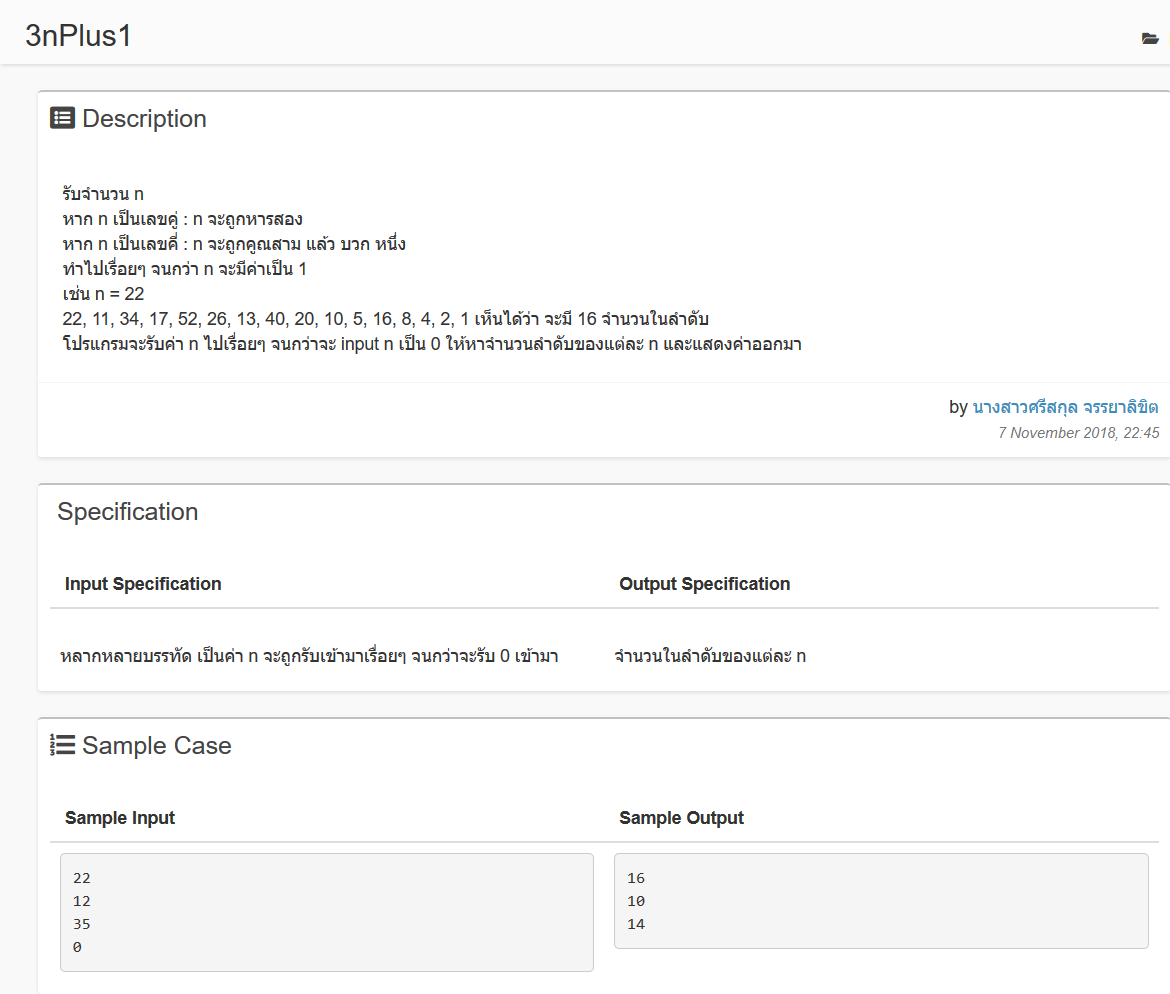 3nPlus1
Description
รับจำนวน n
หาก n เป็นเลขคู่ : n จะถูกหารสอง
หาก n เป็นเลขคี่ : n จะถูกคูณสาม แล้ว บวก หนึ่ง
ทำไปเรื่อยๆ จนกว่า n จะมีค่าเป็น 1
เช่น n = 22
22, 11, 34, 17, 52, 26, 13, 40, 20, 10, 5, 16, 8, 4, 2, 1 เห็นได้ว่า จะมี 16 จำนวนในลำดับ
โปรแกรมจะรับค่า n ไปเรื่อยๆ จนกว่าจะ input n เป็น 0 ให้หาจำนวนลำดับของแต่ละ n และแสดงค่าออกมา
by นางสาวศรีสกุล จรรยาลิขิต
7 November 2018, 22:45
Specification
Input Specification
Output Specification
หลากหลายบรรทัด เป็นค่า n จะถูกรับเข้ามาเรื่อยๆ จนกว่าจะรับ 0 เข้ามา
จำนวนในลำดับของแต่ละ n
Sample Case
Sample Input
Sample Output
22
12
35
0
16
10
14